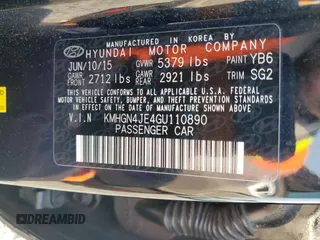 MANUFACTURED IN KOREA BY
HYUNDAI HYUNDAI MOTOR COMPANY
JUN/10/15 GVWR 5379 lbs PAINT YB6
GAWR FRONT 2712 lbs GAWR REAR 2921 lbs TRIM SG2
THIS VEHICLE CONFORMS TO ALL APPLICABLE
FEDERAL MOTOR VEHICLE SAFETY, BUMPER,
AND THEFT PREVENTION STANDARDS IN EFFECT
ON THE DATE OF MANUFACTURE SHOWN ABOVE.
V.I.N KMHGN4JE4GU110890
PASSENGER CAR
DREAMBID